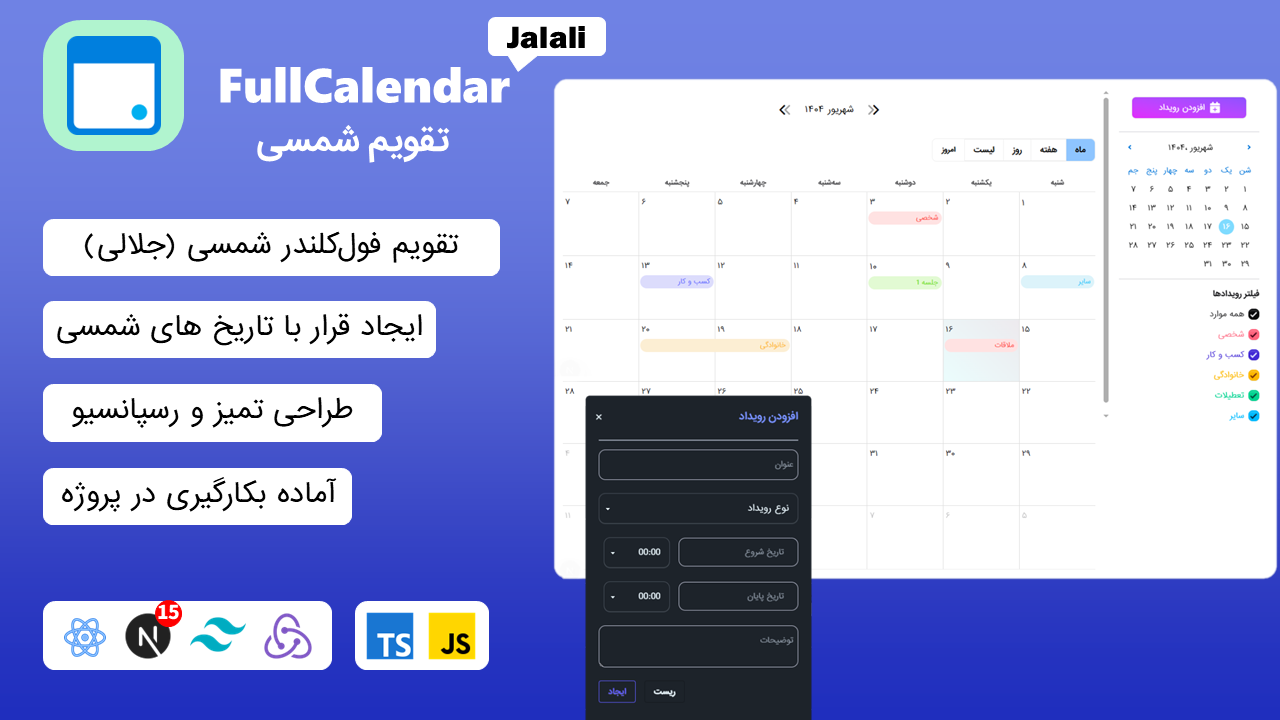 Jalali
FullCalendar
تقویم شمسی
تقویم فول‌کلندر شمسی (جلالی)
ایجاد قرار با تاریخ های شمسی
طراحی تمیز و رسپانسیو
آماده بکارگیری در پروژه
N 15
TS JS
شهریور ۱۴۰۴
ماه هفته روز لیست امروز
شنبه یکشنبه دوشنبه سه‌شنبه چهارشنبه پنجشنبه جمعه
۱ ۲ ۳ ۴ ۵ ۶ ۷
شخصی
۸ ۹ ۱۰ ۱۱ ۱۲ ۱۳ ۱۴
سایر جلسه 1 کسب و کار
۱۵ ۱۶ ۱۷ ۱۸ ۱۹ ۲۰ ۲۱
ملاقات خانوادگی
۲۲ ۲۳ ۲۴ ۲۵ ۲۶ ۲۷ ۲۸
۲۹ ۳۰ ۳۱ ۴
۵ ۶ ۷ ۱۱
افزودن رویداد
شهریور ,۱۴۰۴
شن یک دو سه چهار پنج جم
۱ ۲ ۳ ۴ ۵ ۶ ۷
۸ ۹ ۱۰ ۱۱ ۱۲ ۱۳ ۱۴
۱۵ ۱۶ ۱۷ ۱۸ ۱۹ ۲۰ ۲۱
۲۲ ۲۳ ۲۴ ۲۵ ۲۶ ۲۷ ۲۸
۲۹ ۳۰ ۳۱
فیلتر رویدادها
همه موارد
شخصی
کسب و کار
خانوادگی
تعطیلات
سایر
افزودن رویداد ×
عنوان
نوع رویداد
تاریخ شروع 00:00
تاریخ پایان 00:00
توضیحات
ریست ایجاد